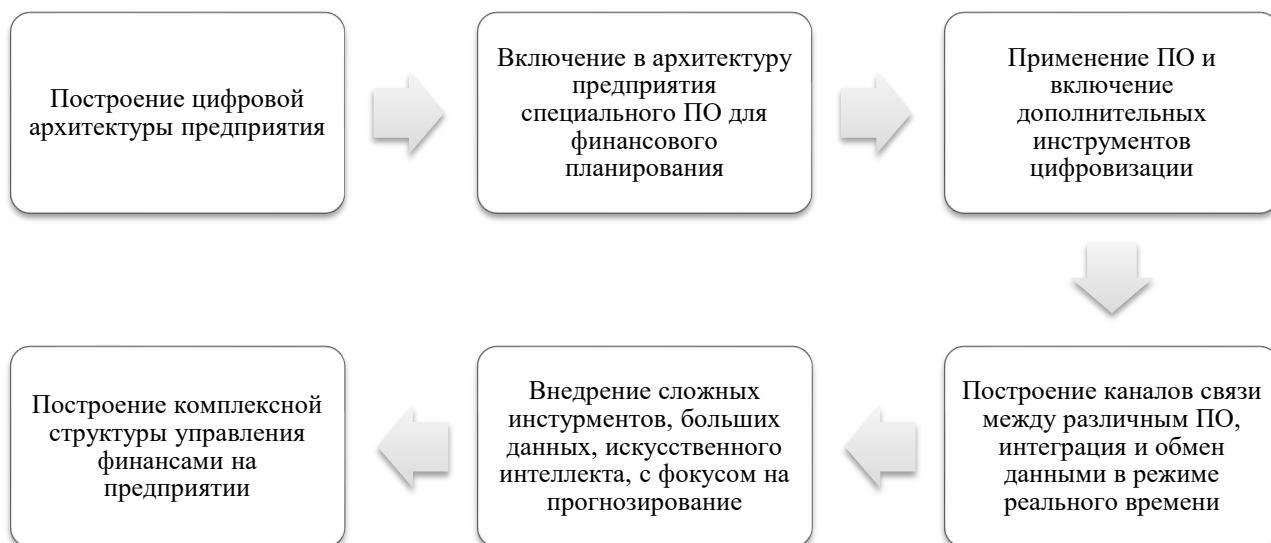 Построение цифровой
архитектуры предприятия
Включение в архитектуру
предприятия
специального ПО для
финансового
планирования
Применение ПО и
включение
дополнительных
инструментов
цифровизации
Построение каналов связи
между различным ПО,
интеграция и обмен
данными в режиме
реального времени
Внедрение сложных
инстурментов, больших
данных, искусственного
интеллекта, с фокусом на
прогнозирование
Построение комплексной
структуры управления
финансами на
предприятии